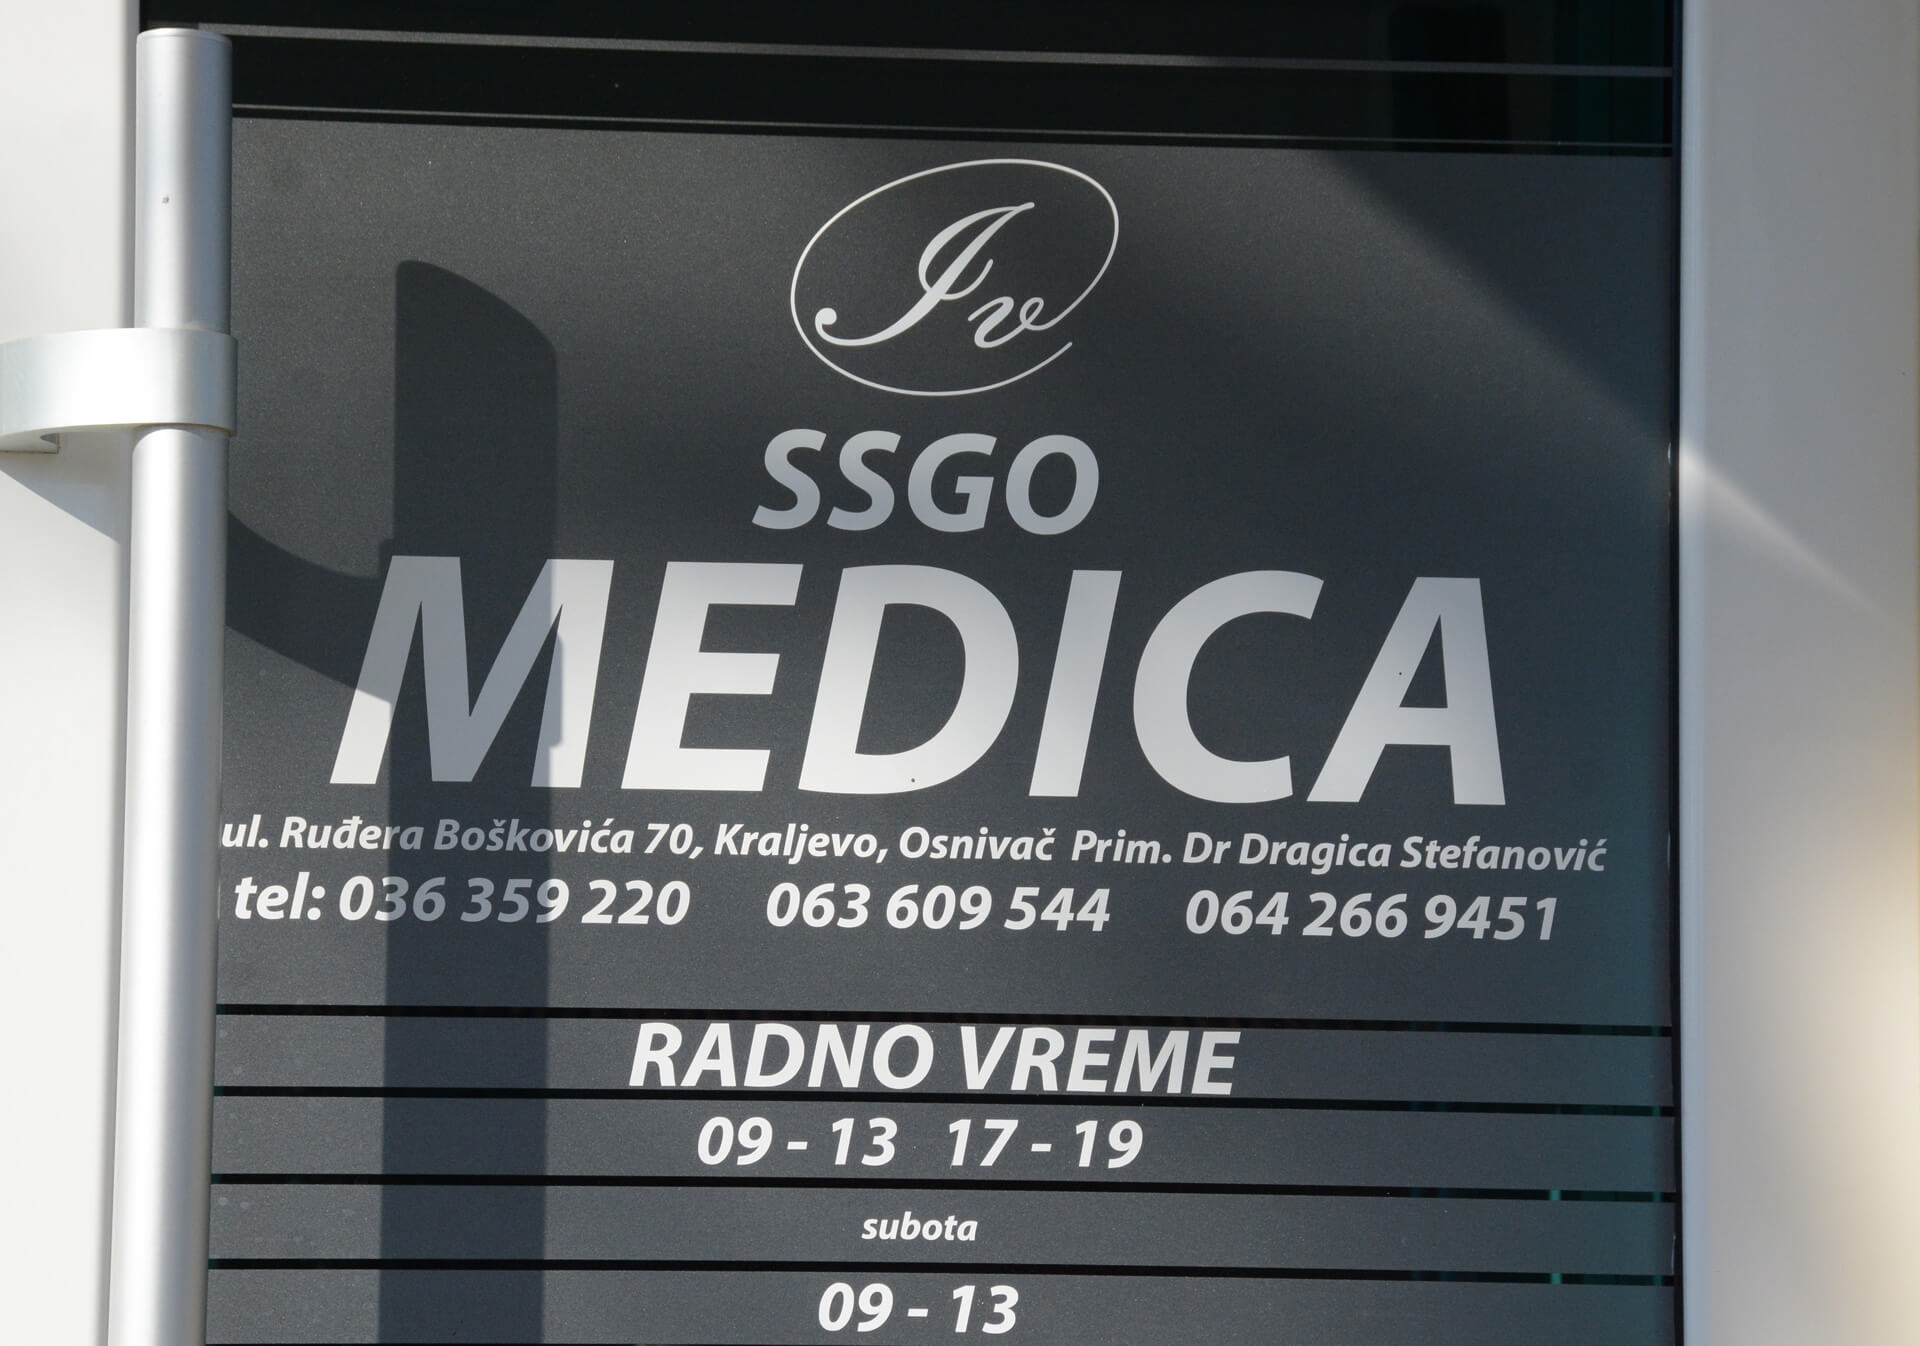 Iv
SSGO
MEDICA
ul. Ruđera Boškovića 70, Kraljevo, Osnivač Prim. Dr Dragica Stefanović
tel: 036 359 220 063 609 544 064 266 9451
RADNO VREME
09 - 13 17 - 19
subota
09 - 13